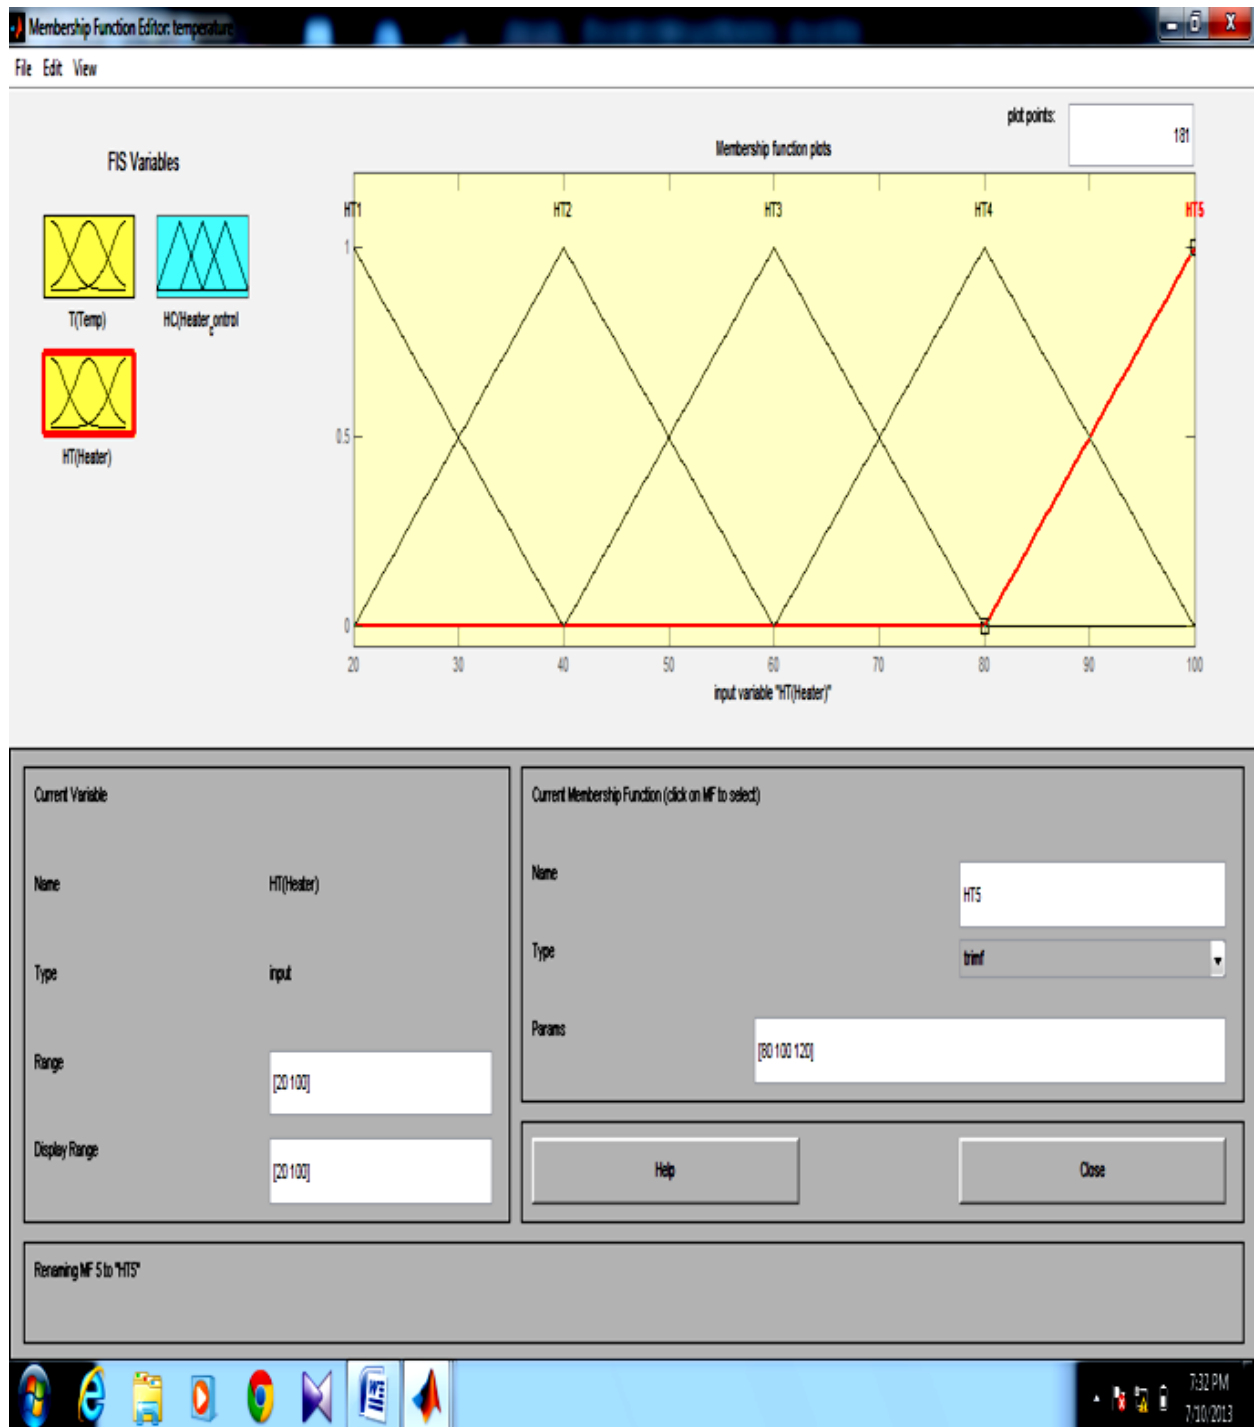 Membership Function Editor: temperature
File Edit View
plot points:
181
FIS Variables
Membership function plots
T(Temp)
HC(Heater_control
HT(Heater)
HT1 HT2 HT3 HT4 HT5
1
0.5
0
20 30 40 50 60 70 80 90 100
input variable "HT(Heater)"
Current Variable
Name HT(Heater)
Type input
Range [20 100]
Display Range [20 100]
Current Membership Function (click on MF to select)
Name HT5
Type trimf
Params [80 100 120]
Help Close
Renaming MF 5 to "HT5"
7:32 PM
7/10/2013